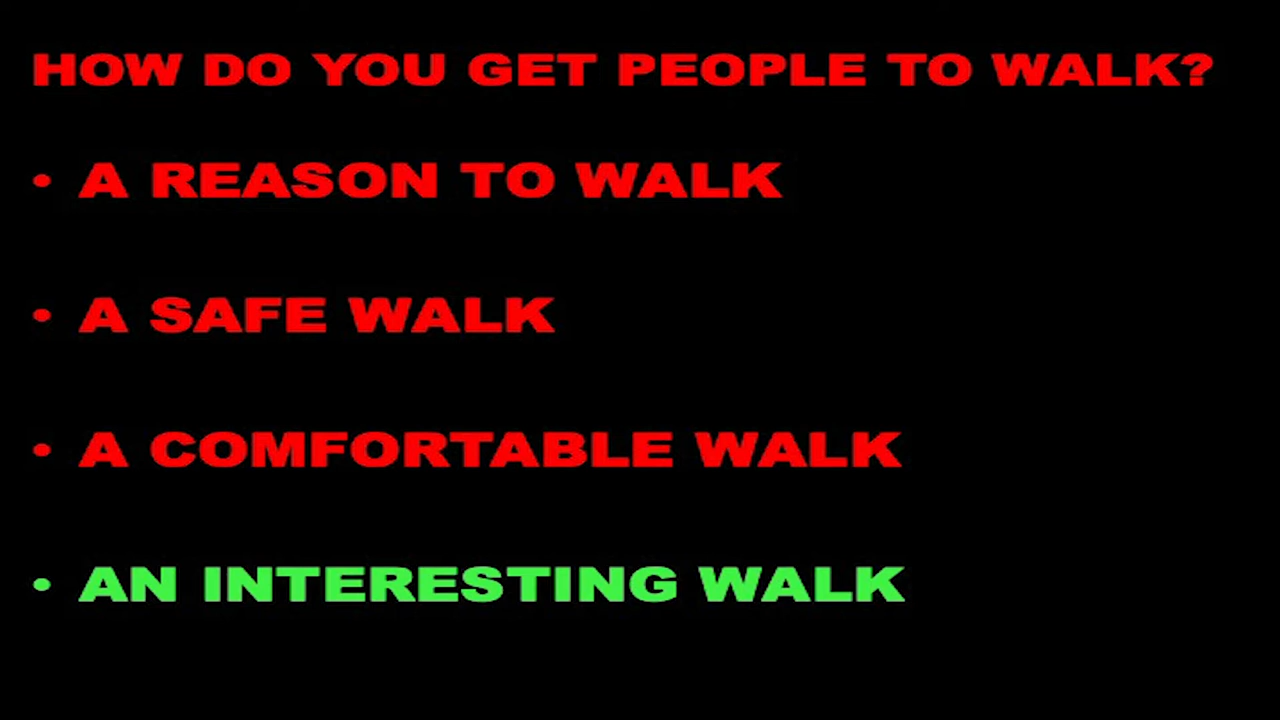 HOW DO YOU GET PEOPLE TO WALK?
• A REASON TO WALK
• A SAFE WALK
• A COMFORTABLE WALK
• AN INTERESTING WALK